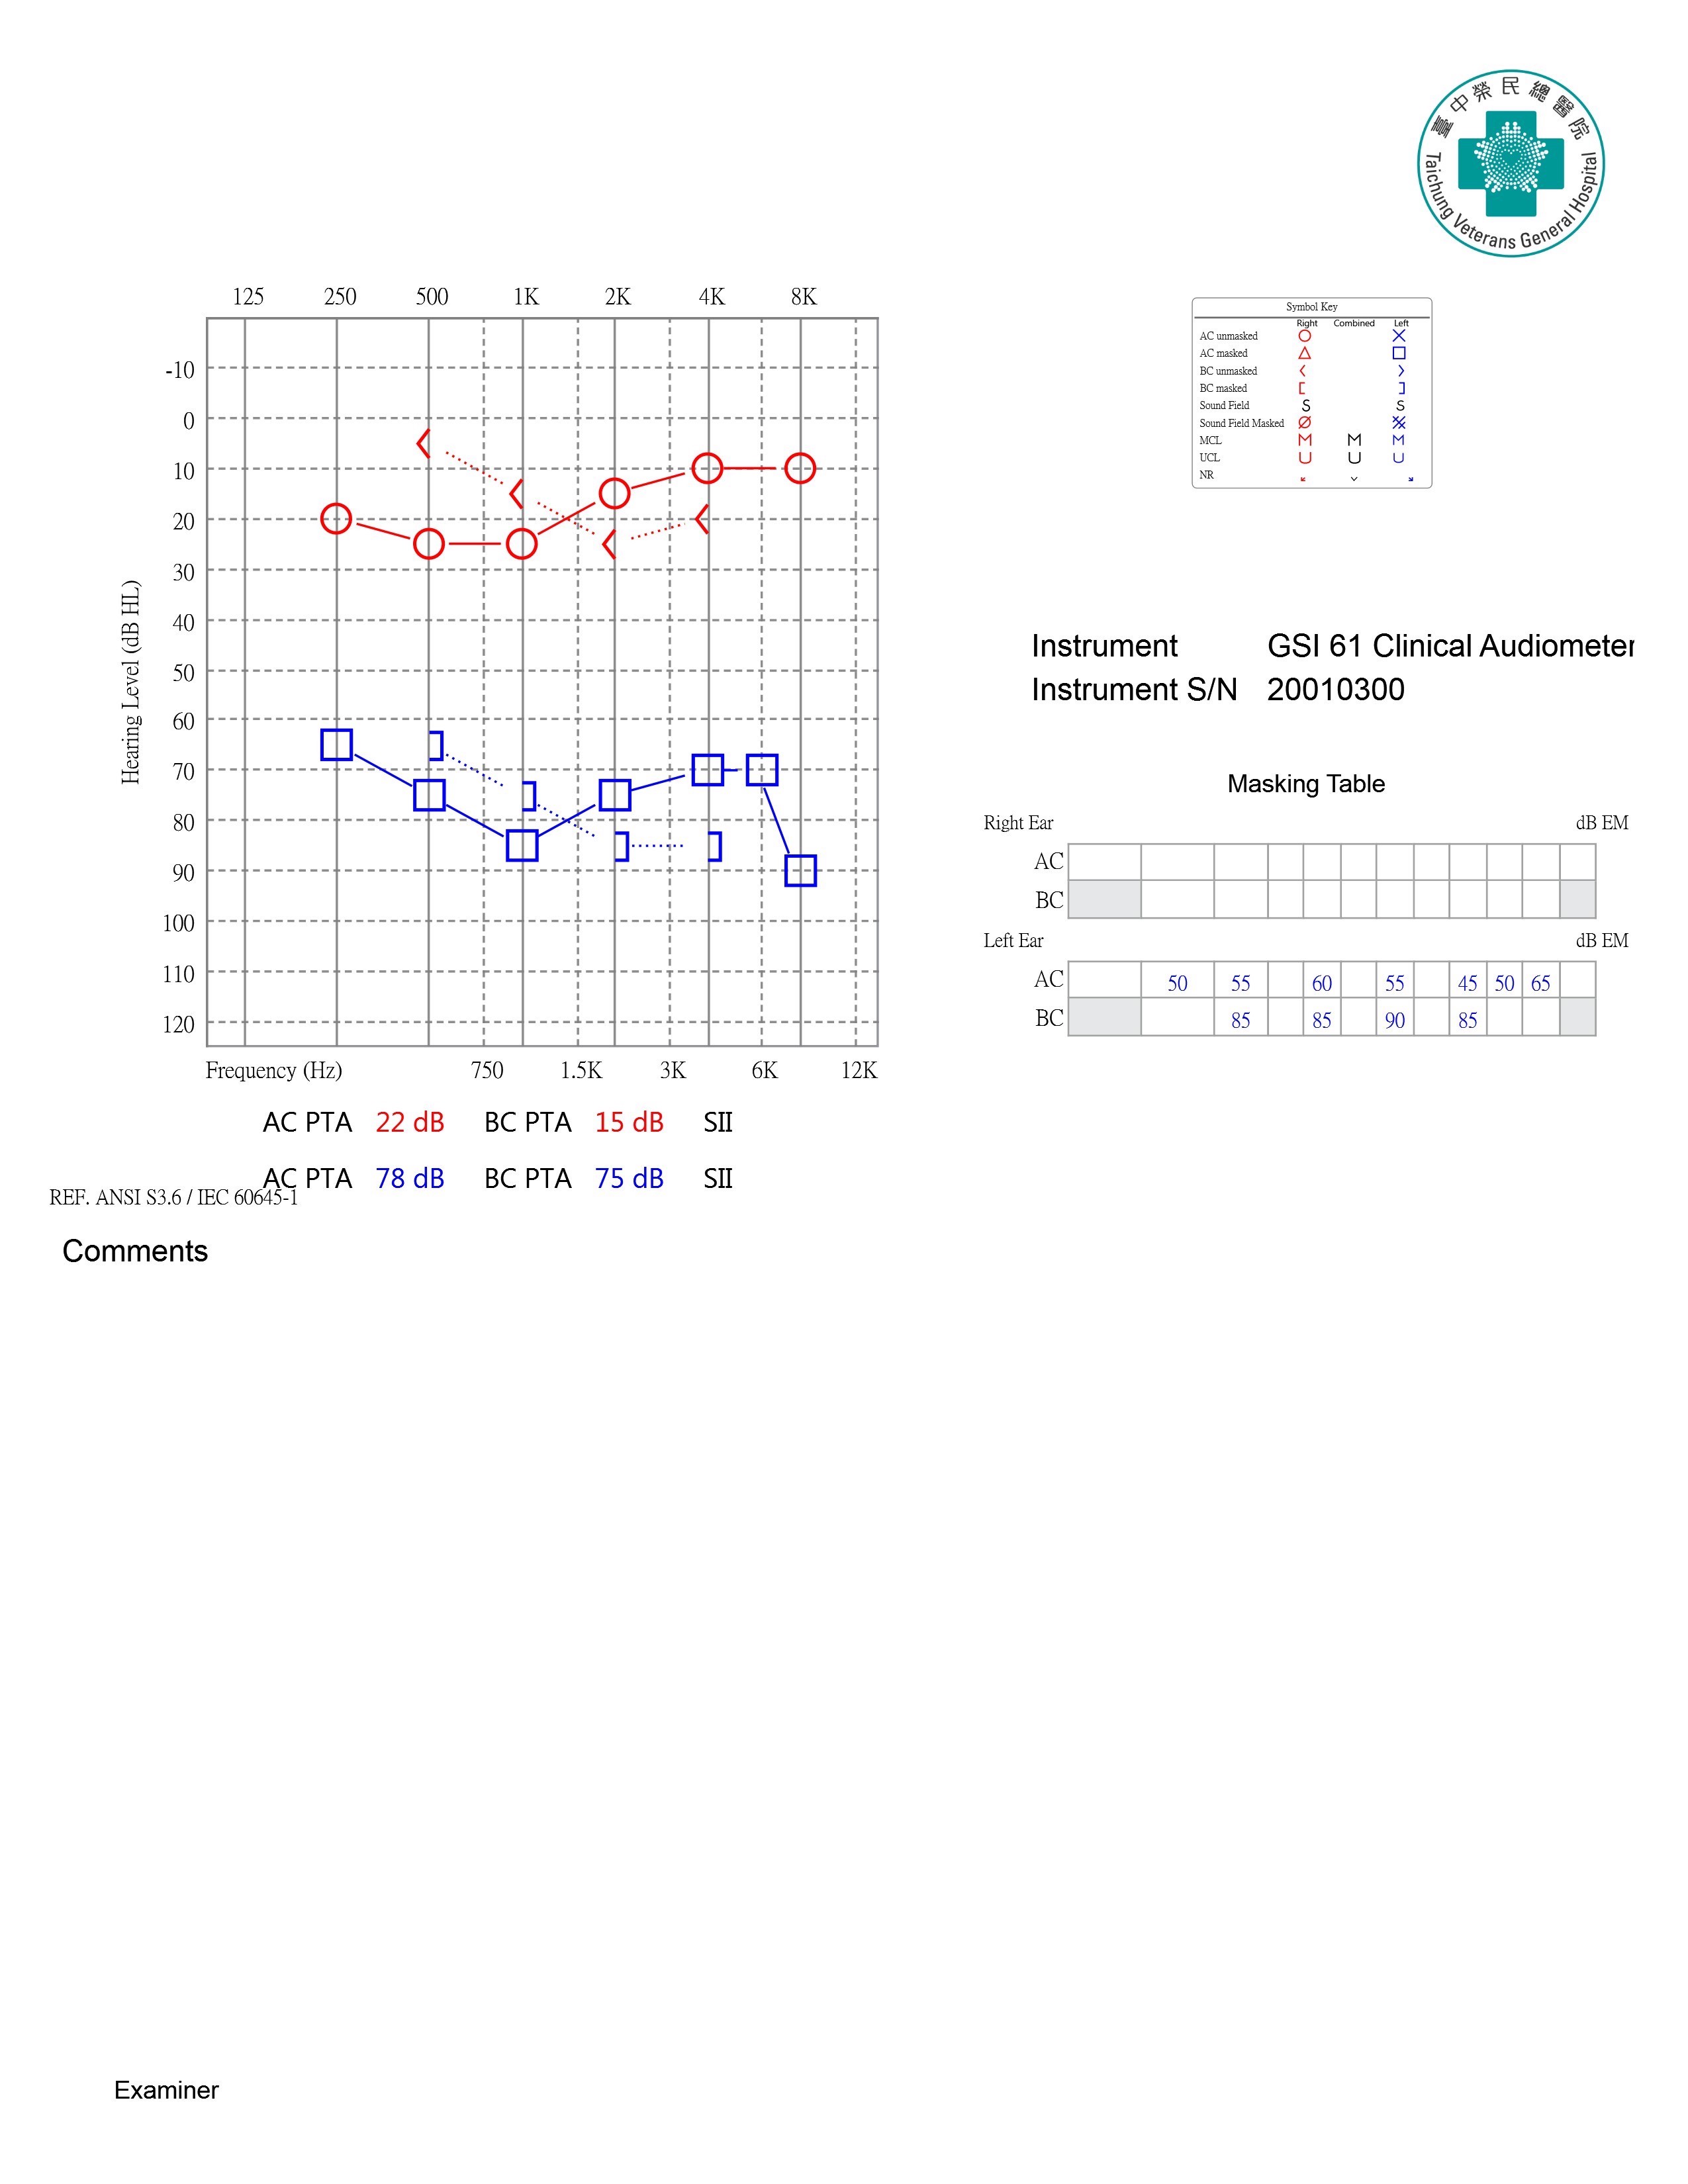 臺中榮民總醫院
Taichung Veterans General Hospital
125 250 500 1K 2K 4K 8K
Symbol Key
Right Combined Left
AC unmasked
AC masked
BC unmasked
BC masked
Sound Field S S
Sound Field Masked
MCL M M M
UCL U U U
NR
-10
0
10
20
30
40
50
60
70
80
90
100
110
120
Hearing Level (dB HL)
Frequency (Hz) 750 1.5K 3K 6K 12K
Instrument GSI 61 Clinical Audiometer
Instrument S/N 20010300
Masking Table
Right Ear dB EM
AC
BC
Left Ear dB EM
AC 50 55 60 55 45 50 65
BC 85 85 90 85
AC PTA 22 dB BC PTA 15 dB SII
AC PTA 78 dB BC PTA 75 dB SII
REF. ANSI S3.6 / IEC 60645-1
Comments
Examiner